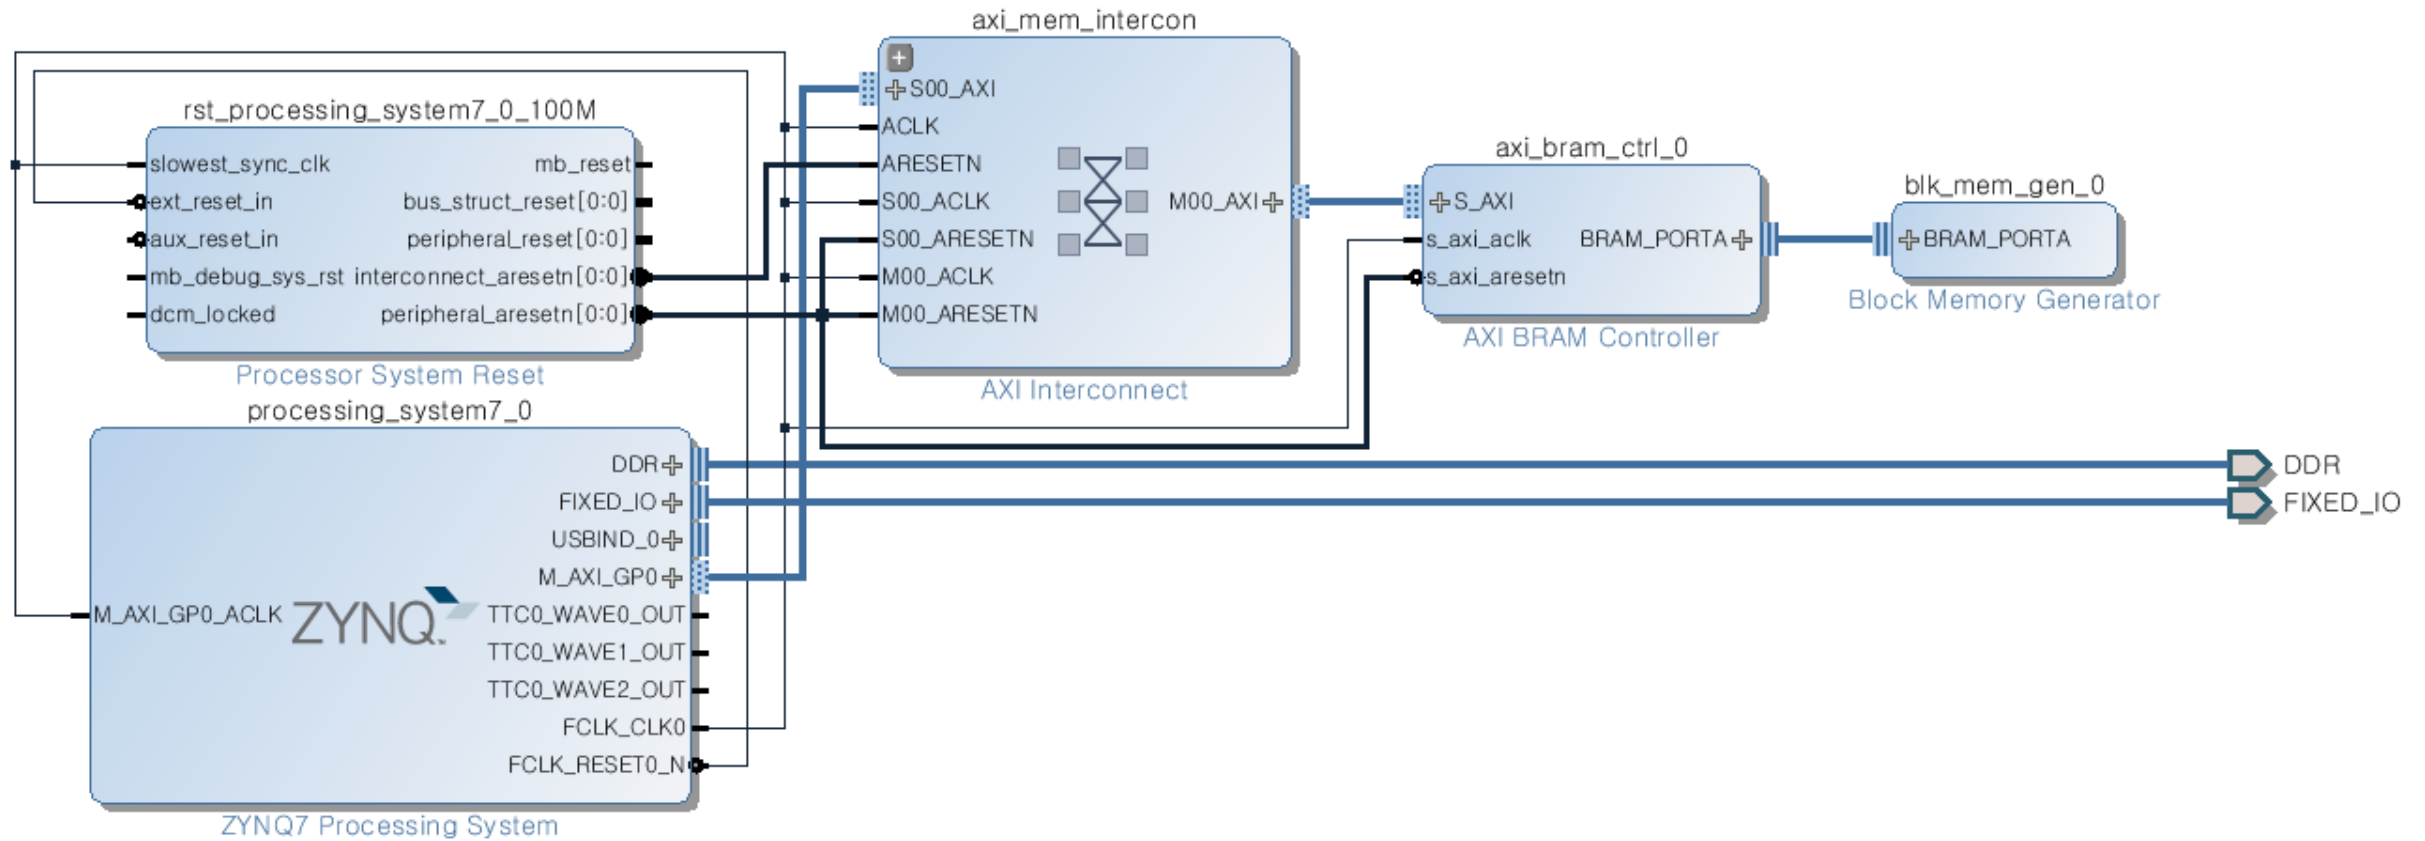 axi_mem_intercon
S00_AXI
ACLK
ARESETN
S00_ACLK
S00_ARESETN
M00_ACLK
M00_ARESETN
M00_AXI
AXI Interconnect
rst_processing_system7_0_100M
slowest_sync_clk
ext_reset_in
aux_reset_in
mb_debug_sys_rst
dcm_locked
mb_reset
bus_struct_reset[0:0]
peripheral_reset[0:0]
interconnect_aresetn[0:0]
peripheral_aresetn[0:0]
Processor System Reset
axi_bram_ctrl_0
S_AXI
s_axi_aclk
s_axi_aresetn
BRAM_PORTA
AXI BRAM Controller
blk_mem_gen_0
BRAM_PORTA
Block Memory Generator
processing_system7_0
M_AXI_GP0_ACLK
ZYNQ
DDR
FIXED_IO
USBIND_0
M_AXI_GP0
TTC0_WAVE0_OUT
TTC0_WAVE1_OUT
TTC0_WAVE2_OUT
FCLK_CLK0
FCLK_RESET0_N
ZYNQ7 Processing System
DDR
FIXED_IO